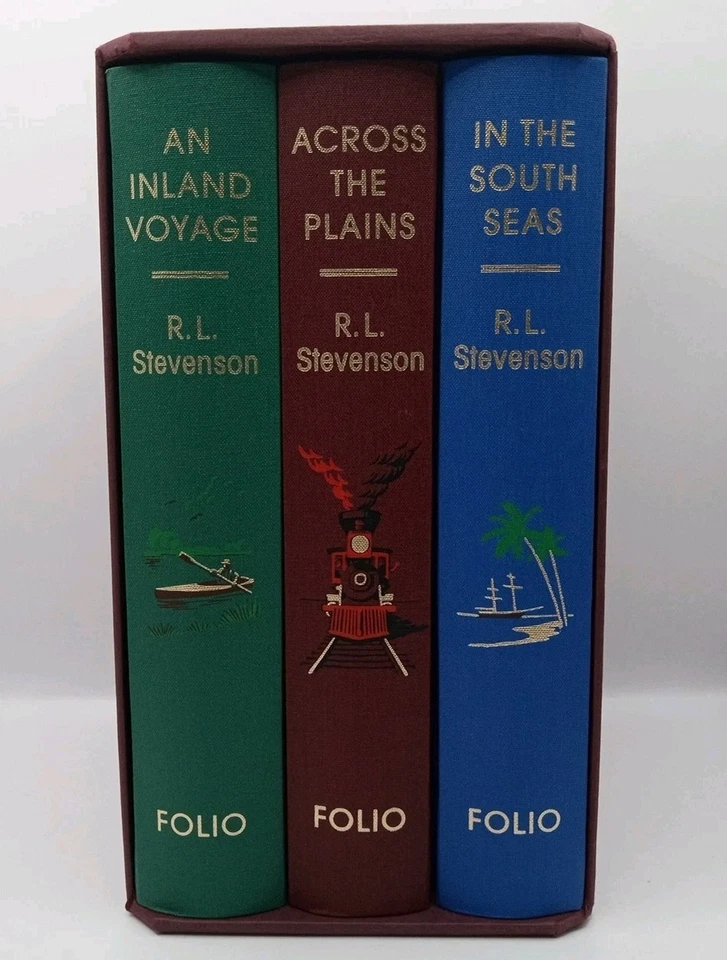 AN
INLAND
VOYAGE
R.L.
Stevenson
FOLIO
ACROSS
THE
PLAINS
R.L.
Stevenson
FOLIO
IN THE
SOUTH
SEAS
R.L.
Stevenson
FOLIO